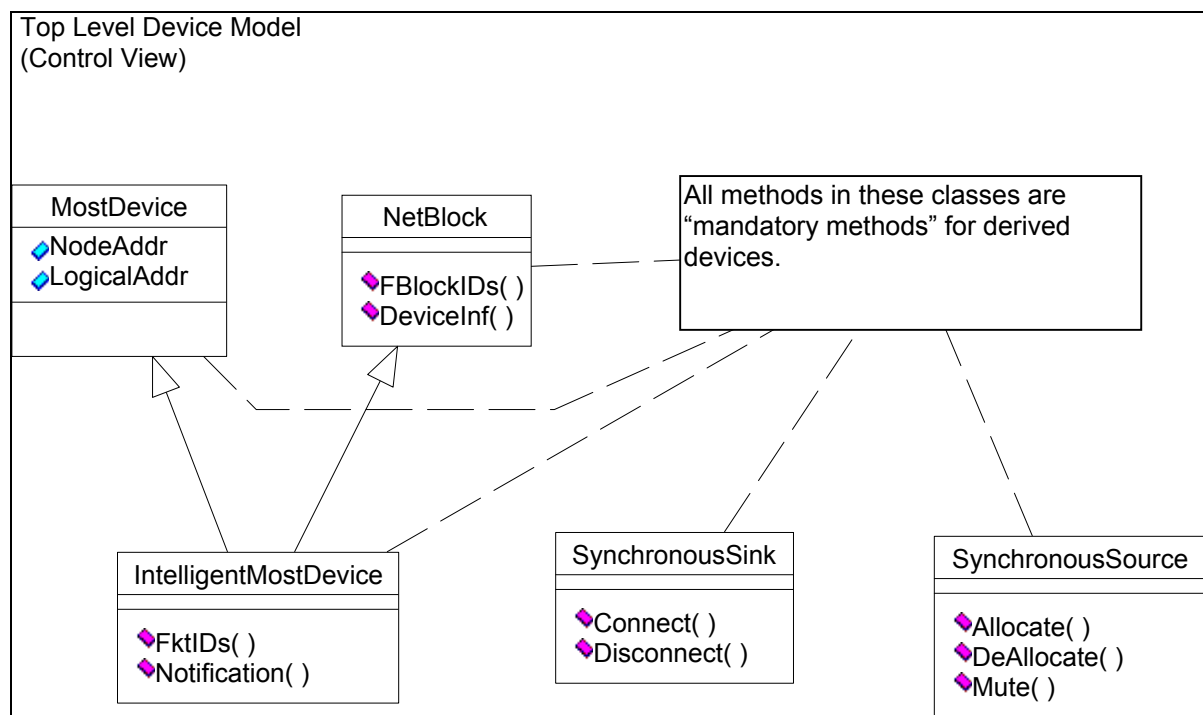 Top Level Device Model
(Control View)
MostDevice
NodeAddr
LogicalAddr
NetBlock
FBlockIDs( )
DeviceInf( )
All methods in these classes are
“mandatory methods” for derived
devices.
IntelligentMostDevice
FktIDs( )
Notification( )
SynchronousSink
Connect( )
Disconnect( )
SynchronousSource
Allocate( )
DeAllocate( )
Mute( )